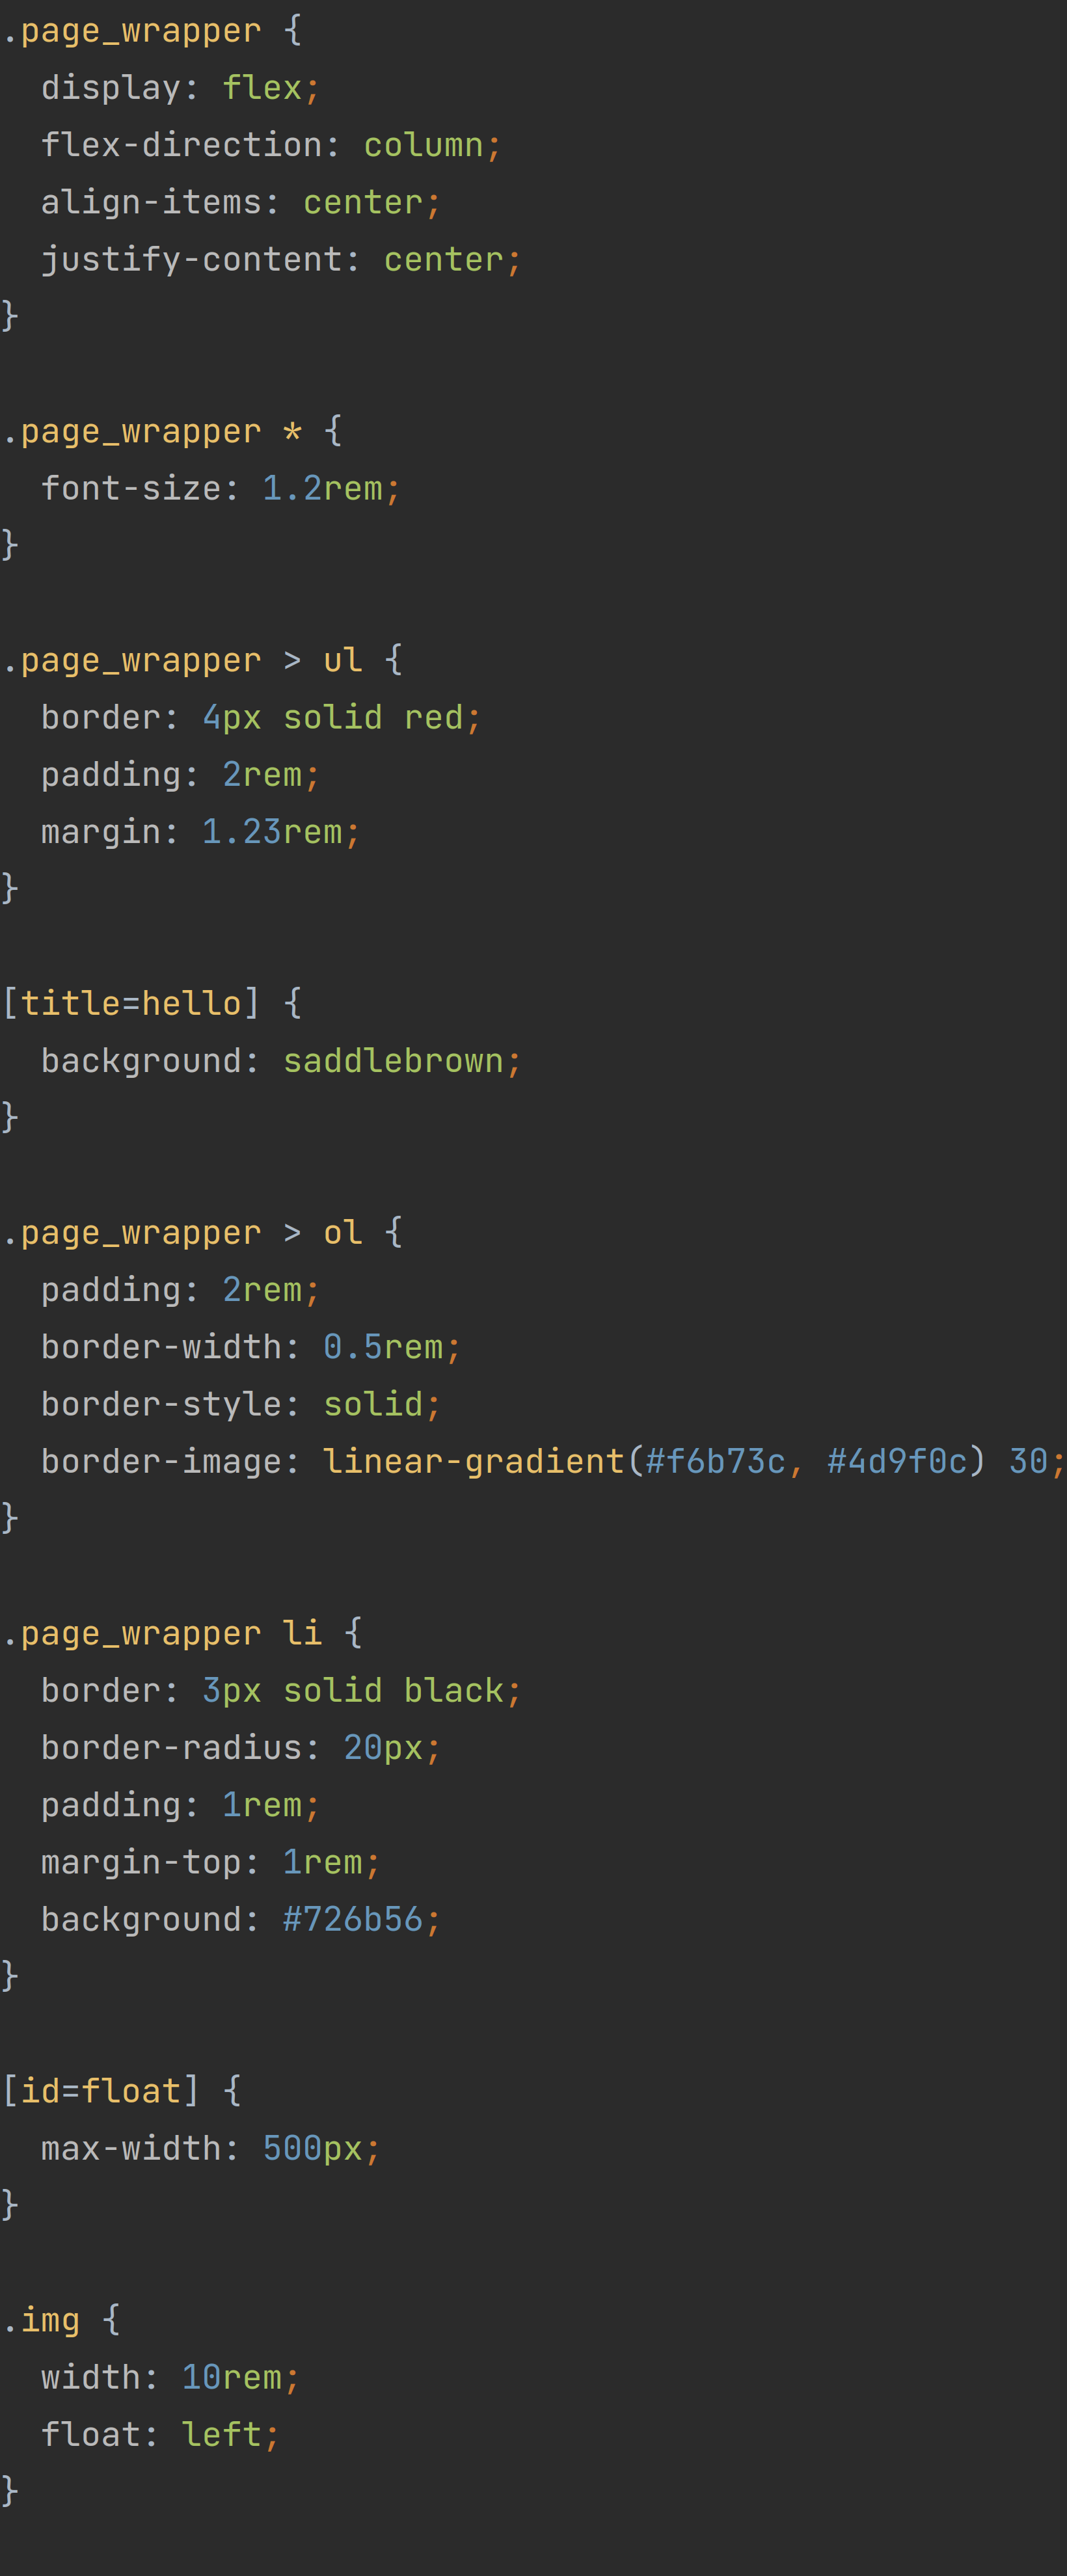 .page_wrapper {
  display: flex;
  flex-direction: column;
  align-items: center;
  justify-content: center;
}

.page_wrapper * {
  font-size: 1.2rem;
}

.page_wrapper > ul {
  border: 4px solid red;
  padding: 2rem;
  margin: 1.23rem;
}

[title=hello] {
  background: saddlebrown;
}

.page_wrapper > ol {
  padding: 2rem;
  border-width: 0.5rem;
  border-style: solid;
  border-image: linear-gradient(#f6b73c, #4d9f0c) 30;
}

.page_wrapper li {
  border: 3px solid black;
  border-radius: 20px;
  padding: 1rem;
  margin-top: 1rem;
  background: #726b56;
}

[id=float] {
  max-width: 500px;
}

.img {
  width: 10rem;
  float: left;
}